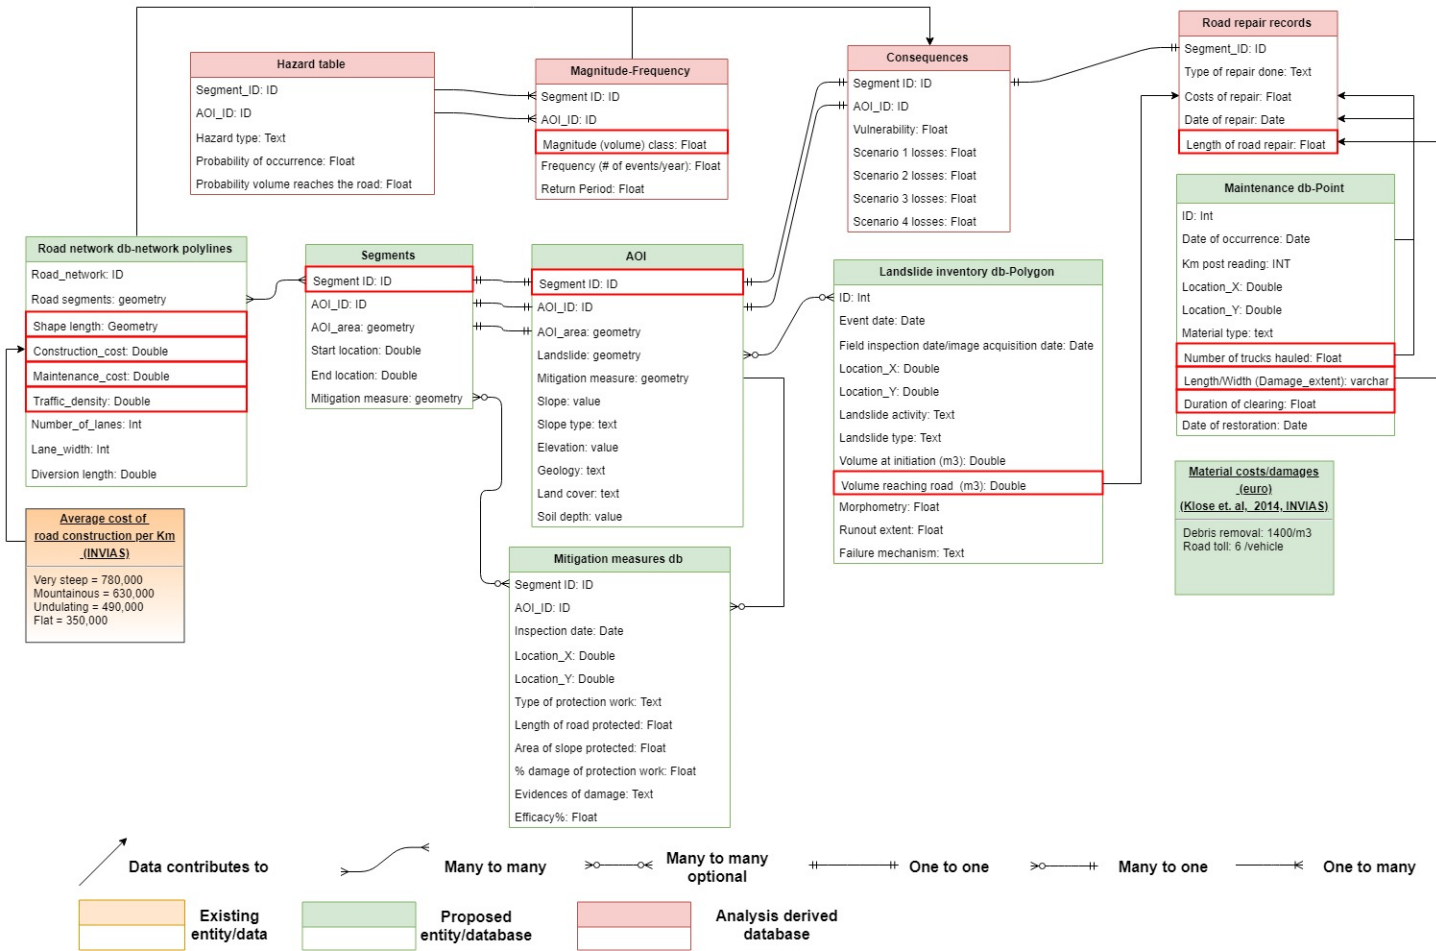 Hazard table
Segment_ID: ID
AOI_ID: ID
Hazard type: Text
Probability of occurrence: Float
Probability volume reaches the road: Float
Magnitude-Frequency
Segment ID: ID
AOI_ID: ID
Magnitude (volume) class: Float
Frequency (# of events/year): Float
Return Period: Float
Consequences
Segment ID: ID
AOI_ID: ID
Vulnerability: Float
Scenario 1 losses: Float
Scenario 2 losses: Float
Scenario 3 losses: Float
Scenario 4 losses: Float
Road repair records
Segment_ID: ID
Type of repair done: Text
Costs of repair: Float
Date of repair: Date
Length of road repair: Float
Road network db-network polylines
Road_network: ID
Road segments: geometry
Shape length: Geometry
Construction_cost: Double
Maintenance_cost: Double
Traffic_density: Double
Number_of_lanes: Int
Lane_width: Int
Diversion length: Double
Segments
Segment ID: ID
AOI_ID: ID
AOI_area: geometry
Start location: Double
End location: Double
Mitigation measure: geometry
AOI
Segment ID: ID
AOI_ID: ID
AOI_area: geometry
Landslide: geometry
Mitigation measure: geometry
Slope: value
Slope type: text
Elevation: value
Geology: text
Land cover: text
Soil depth: value
Landslide inventory db-Polygon
ID: Int
Event date: Date
Field inspection date/image acquisition date: Date
Location_X: Double
Location_Y: Double
Landslide activity: Text
Landslide type: Text
Volume at initiation (m3): Double
Volume reaching road (m3): Double
Morphometry: Float
Runout extent: Float
Failure mechanism: Text
Maintenance db-Point
ID: Int
Date of occurrence: Date
Km post reading: INT
Location_X: Double
Location_Y: Double
Material type: text
Number of trucks hauled: Float
Length/Width (Damage_extent): varchar
Duration of clearing: Float
Date of restoration: Date
Average cost of
road construction per Km
(INVIAS)
Very steep = 780,000
Mountainous = 630,000
Undulating = 490,000
Flat = 350,000
Mitigation measures db
Segment ID: ID
AOI_ID: ID
Inspection date: Date
Location_X: Double
Location_Y: Double
Type of protection work: Text
Length of road protected: Float
Area of slope protected: Float
% damage of protection work: Float
Evidences of damage: Text
Efficacy%: Float
Material costs/damages
(euro)
(Klose et. al, 2014, INVIAS)
Debris removal: 1400/m3
Road toll: 6 /vehicle
Data contributes to
Many to many
Many to many
optional
One to one
Many to one
One to many
Existing
entity/data
Proposed
entity/database
Analysis derived
database